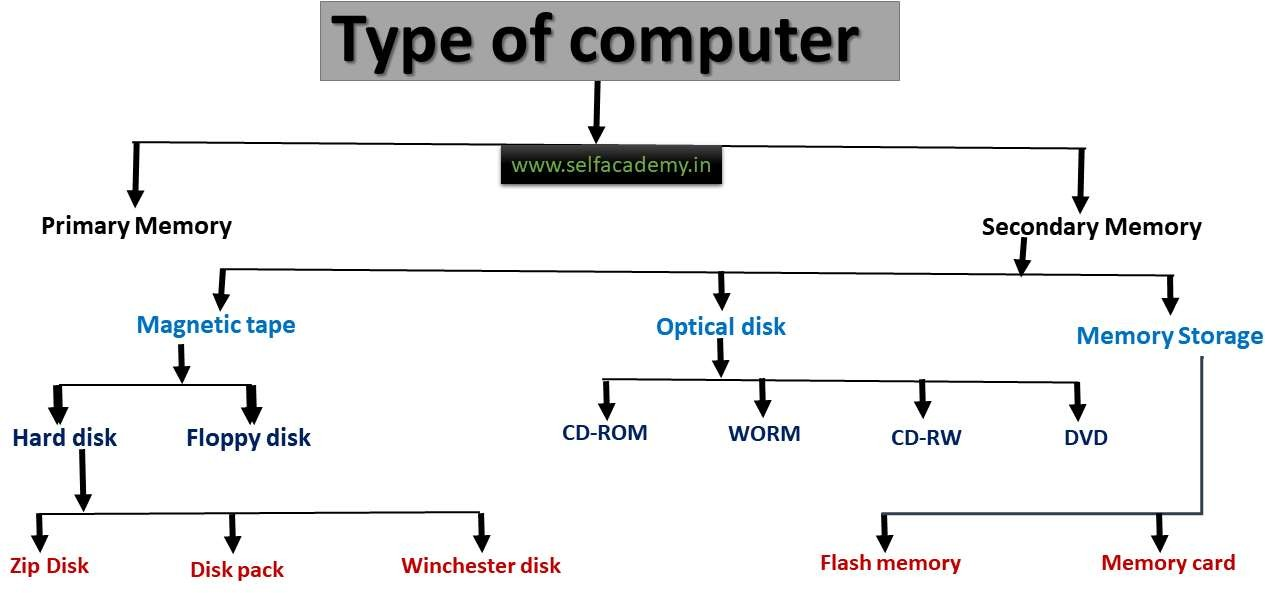 Type of computer
www.selfacademy.in
Primary Memory
Secondary Memory
Magnetic tape
Optical disk
Memory Storage
Hard disk
Floppy disk
CD-ROM
WORM
CD-RW
DVD
Zip Disk
Disk pack
Winchester disk
Flash memory
Memory card